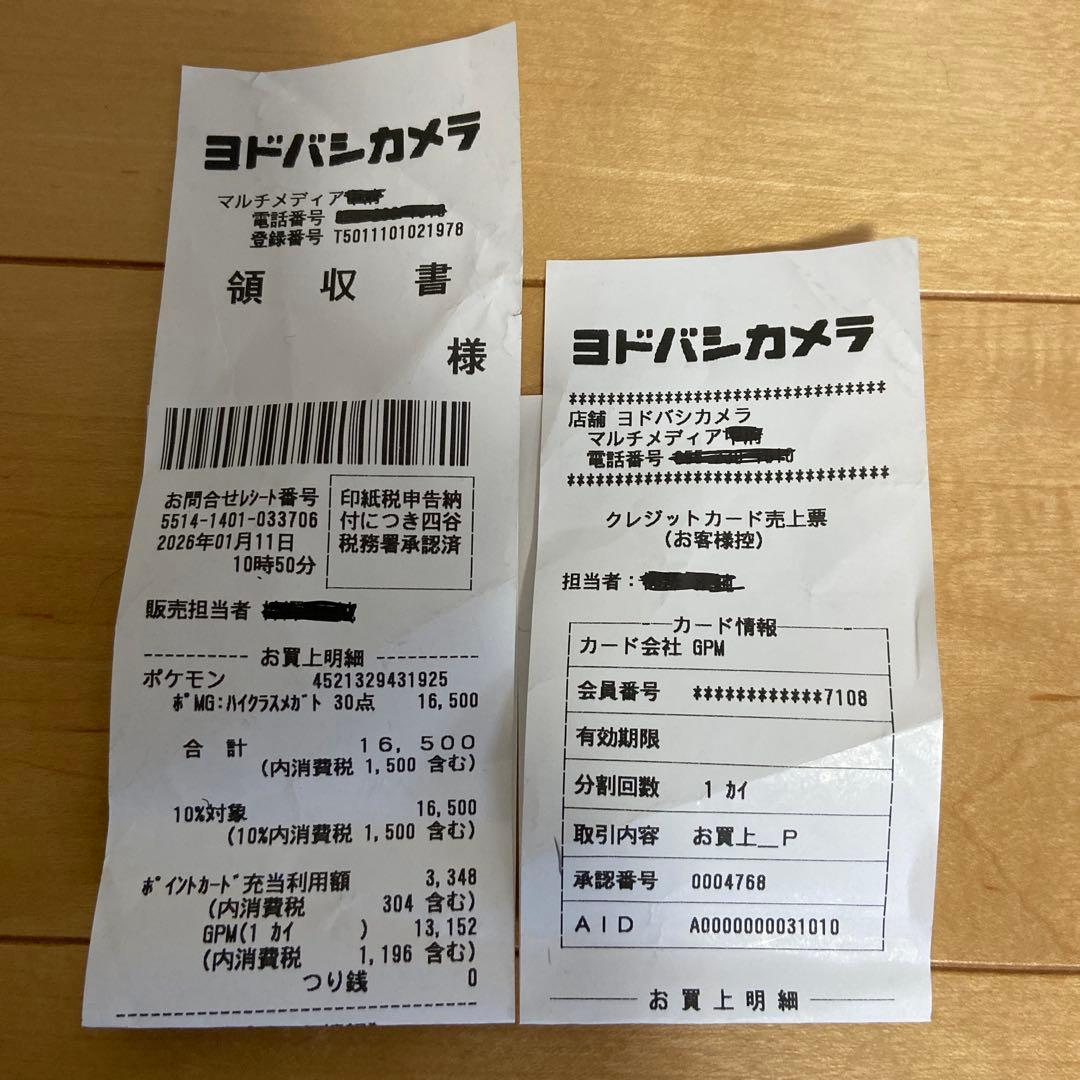 ヨドバシカメラ
マルチメディア
電話番号
登録番号 T5011101021978
領 収 書
様
お問合せﾚｼｰﾄ番号
5514-1401-033706
2026年01月11日
10時50分
印紙税申告納
付につき四谷
税務署承認済
販売担当者
---------- お買上明細 ----------
ポケモン 4521329431925
ﾎﾟMG:ﾊｲｸﾗｽﾒｶﾞﾄ 30点 16,500
合 計 １６，５００
(内消費税 1,500 含む)
10%対象 16,500
(10%内消費税 1,500 含む)
ﾎﾟｲﾝﾄｶｰﾄﾞ充当利用額 3,348
(内消費税 304 含む)
GPM(1 ｶｲ ) 13,152
(内消費税 1,196 含む)
つり銭 0
ヨドバシカメラ
***********************************
店舗 ヨドバシカメラ
マルチメディア
電話番号
***********************************
クレジットカード売上票
(お客様控)
担当者：
カード情報
カード会社 GPM
会員番号 ************7108
有効期限
分割回数 1 ｶｲ
取引内容 お買上＿Ｐ
承認番号 0004768
ＡＩＤ A0000000031010
お買上明細